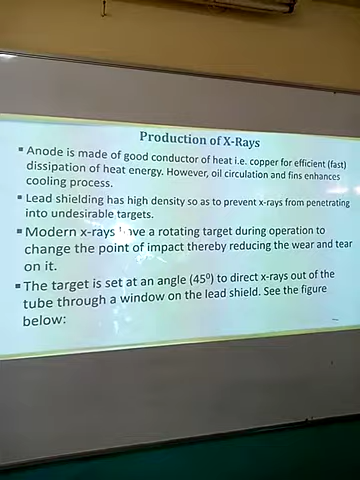 Production of X-Rays
▪ Anode is made of good conductor of heat i.e. copper for efficient (fast)
dissipation of heat energy. However, oil circulation and fins enhances
cooling process.
▪ Lead shielding has high density so as to prevent x-rays from penetrating
into undesirable targets.
▪ Modern x-rays have a rotating target during operation to
change the point of impact thereby reducing the wear and tear
on it.
▪ The target is set at an angle (45⁰) to direct x-rays out of the
tube through a window on the lead shield. See the figure
below: